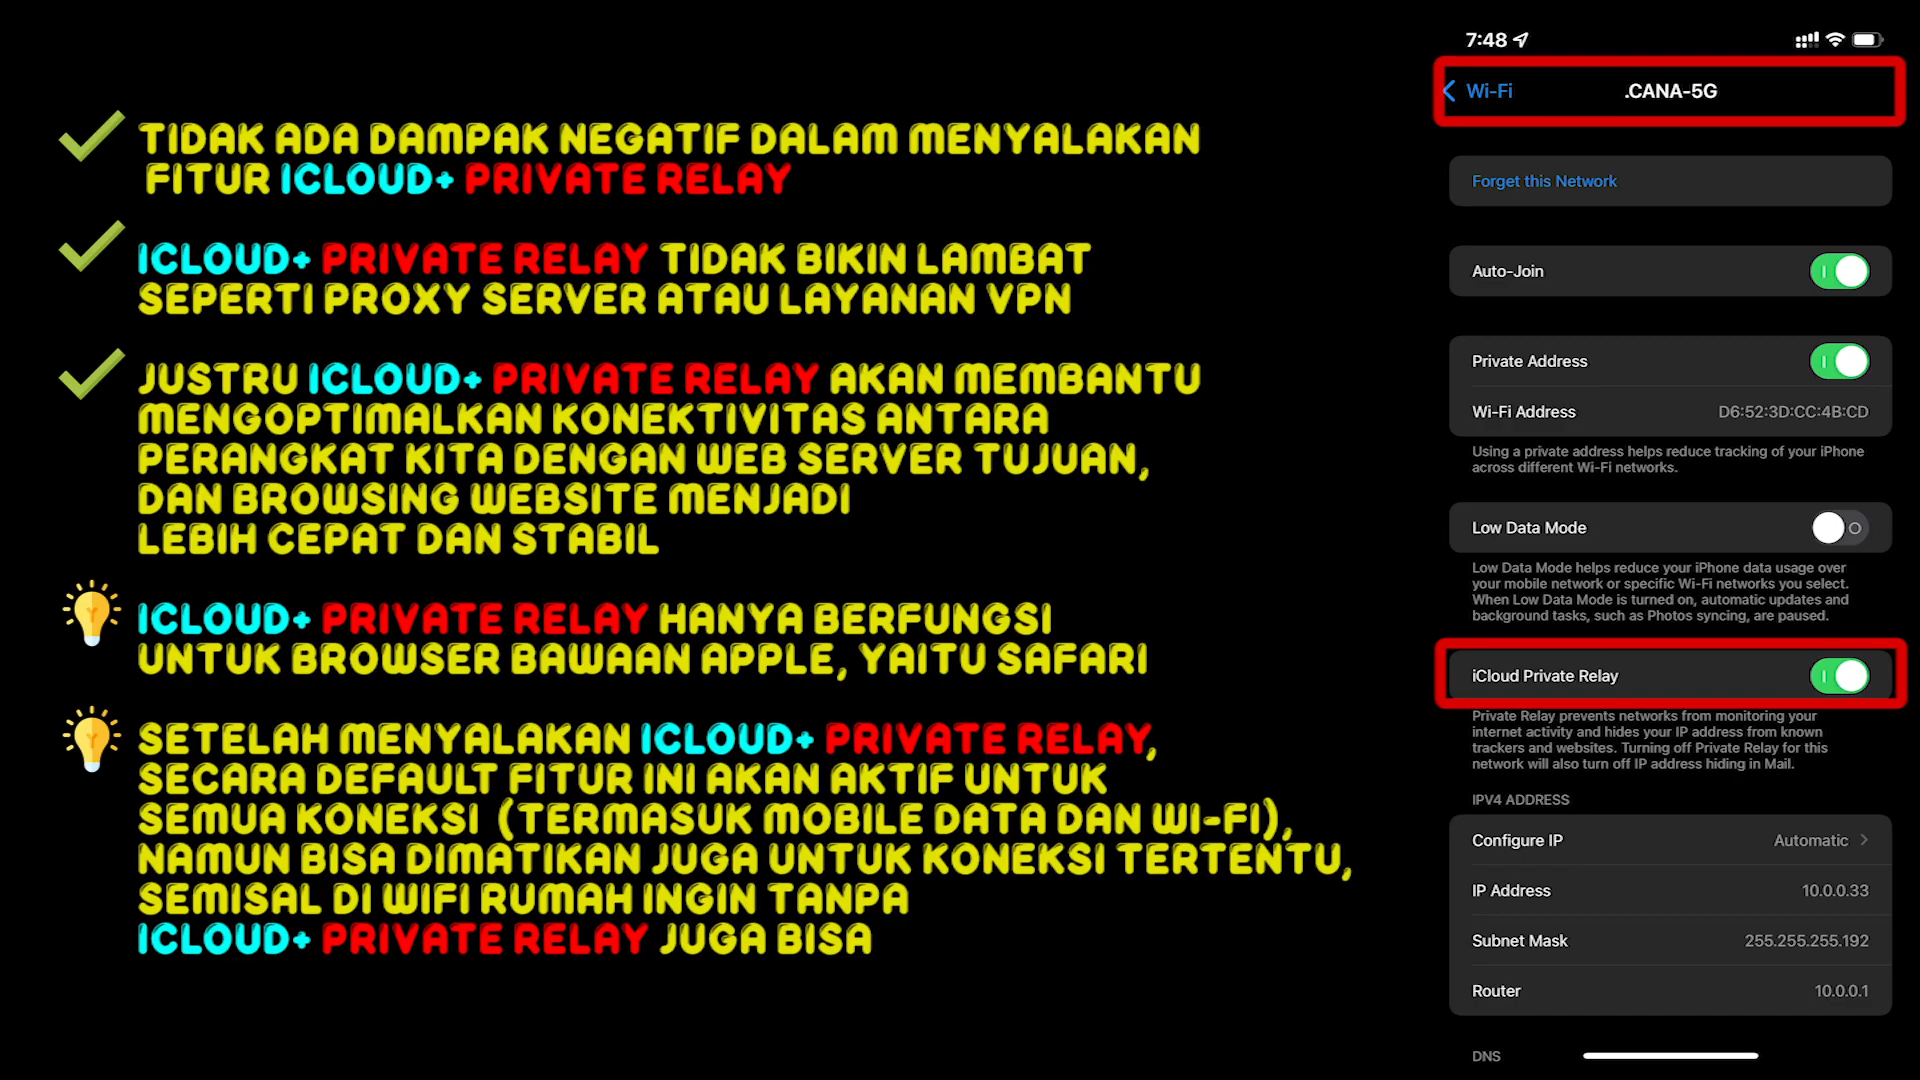 TIDAK ADA DAMPAK NEGATIF DALAM MENYALAKAN
FITUR ICLOUD+ PRIVATE RELAY
ICLOUD+ PRIVATE RELAY TIDAK BIKIN LAMBAT
SEPERTI PROXY SERVER ATAU LAYANAN VPN
JUSTRU ICLOUD+ PRIVATE RELAY AKAN MEMBANTU
MENGOPTIMALKAN KONEKTIVITAS ANTARA
PERANGKAT KITA DENGAN WEB SERVER TUJUAN,
DAN BROWSING WEBSITE MENJADI
LEBIH CEPAT DAN STABIL
ICLOUD+ PRIVATE RELAY HANYA BERFUNGSI
UNTUK BROWSER BAWAAN APPLE, YAITU SAFARI
SETELAH MENYALAKAN ICLOUD+ PRIVATE RELAY,
SECARA DEFAULT FITUR INI AKAN AKTIF UNTUK
SEMUA KONEKSI (TERMASUK MOBILE DATA DAN WI-FI),
NAMUN BISA DIMATIKAN JUGA UNTUK KONEKSI TERTENTU,
SEMISAL DI WIFI RUMAH INGIN TANPA
ICLOUD+ PRIVATE RELAY JUGA BISA
7:48
Wi-Fi .CANA-5G
Forget this Network
Auto-Join
Private Address
Wi-Fi Address D6:52:3D:CC:4B:CD
Using a private address helps reduce tracking of your iPhone
across different Wi-Fi networks.
Low Data Mode
Low Data Mode helps reduce your iPhone data usage over
your mobile network or specific Wi-Fi networks you select.
When Low Data Mode is turned on, automatic updates and
background tasks, such as Photos syncing, are paused.
iCloud Private Relay
Private Relay prevents networks from monitoring your
internet activity and hides your IP address from known
trackers and websites. Turning off Private Relay for this
network will also turn off IP address hiding in Mail.
IPV4 ADDRESS
Configure IP Automatic
IP Address 10.0.0.33
Subnet Mask 255.255.255.192
Router 10.0.0.1
DNS